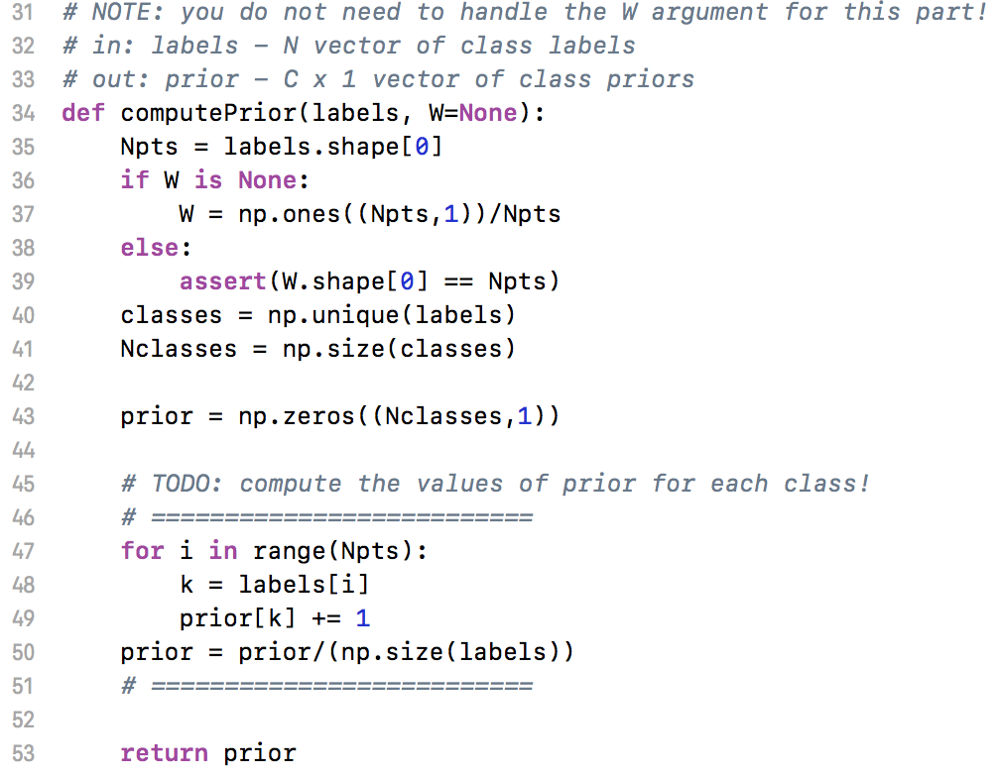 31 # NOTE: you do not need to handle the W argument for this part!
32 # in: labels – N vector of class labels
33 # out: prior – C x 1 vector of class priors
34 def computePrior(labels, W=None):
35     Npts = labels.shape[0]
36     if W is None:
37         W = np.ones((Npts,1))/Npts
38     else:
39         assert(W.shape[0] == Npts)
40     classes = np.unique(labels)
41     Nclasses = np.size(classes)
42
43     prior = np.zeros((Nclasses,1))
44
45     # TODO: compute the values of prior for each class!
46     # ==========================
47     for i in range(Npts):
48         k = labels[i]
49         prior[k] += 1
50     prior = prior/(np.size(labels))
51     # ==========================
52
53     return prior